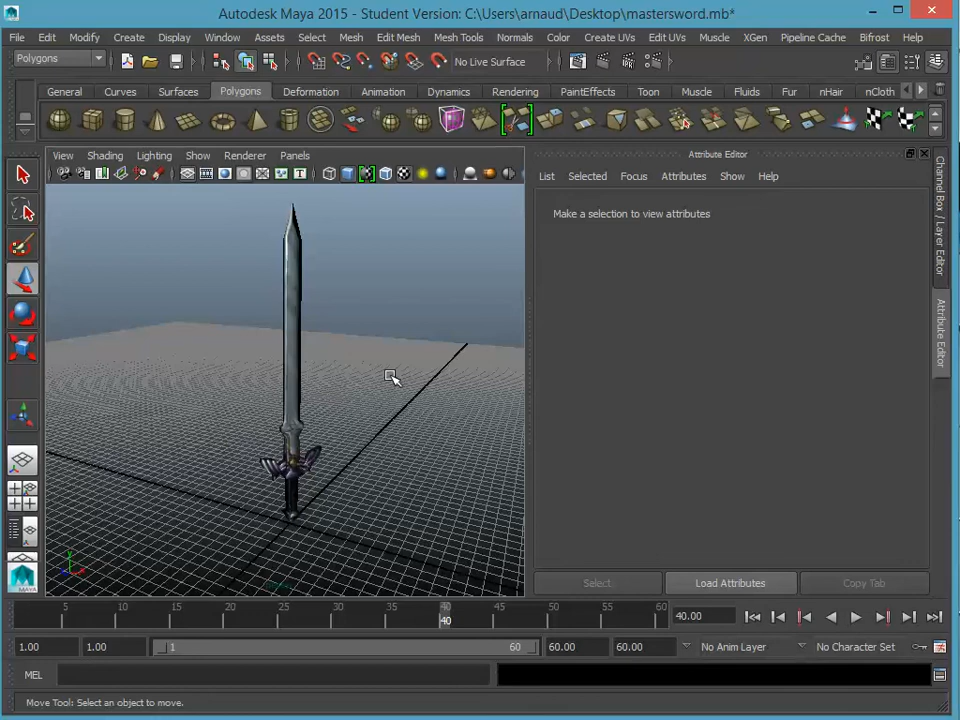 Autodesk Maya 2015 - Student Version: C:\Users\arnaud\Desktop\mastersword.mb*
File Edit Modify Create Display Window Assets Select Mesh Edit Mesh Mesh Tools Normals Color Create UVs Edit UVs Muscle XGen Pipeline Cache Bifrost Help
Polygons No Live Surface
General Curves Surfaces Polygons Deformation Animation Dynamics Rendering PaintEffects Toon Muscle Fluids Fur nHair nCloth
View Shading Lighting Show Renderer Panels
Attribute Editor
List Selected Focus Attributes Show Help
Make a selection to view attributes
Channel Box / Layer Editor
Attribute Editor
Select Load Attributes Copy Tab
5 10 15 20 25 30 35 40 45 50 55 60
40
40.00
1.00 1.00 1 60 60.00 60.00 No Anim Layer No Character Set
MEL
Move Tool: Select an object to move.